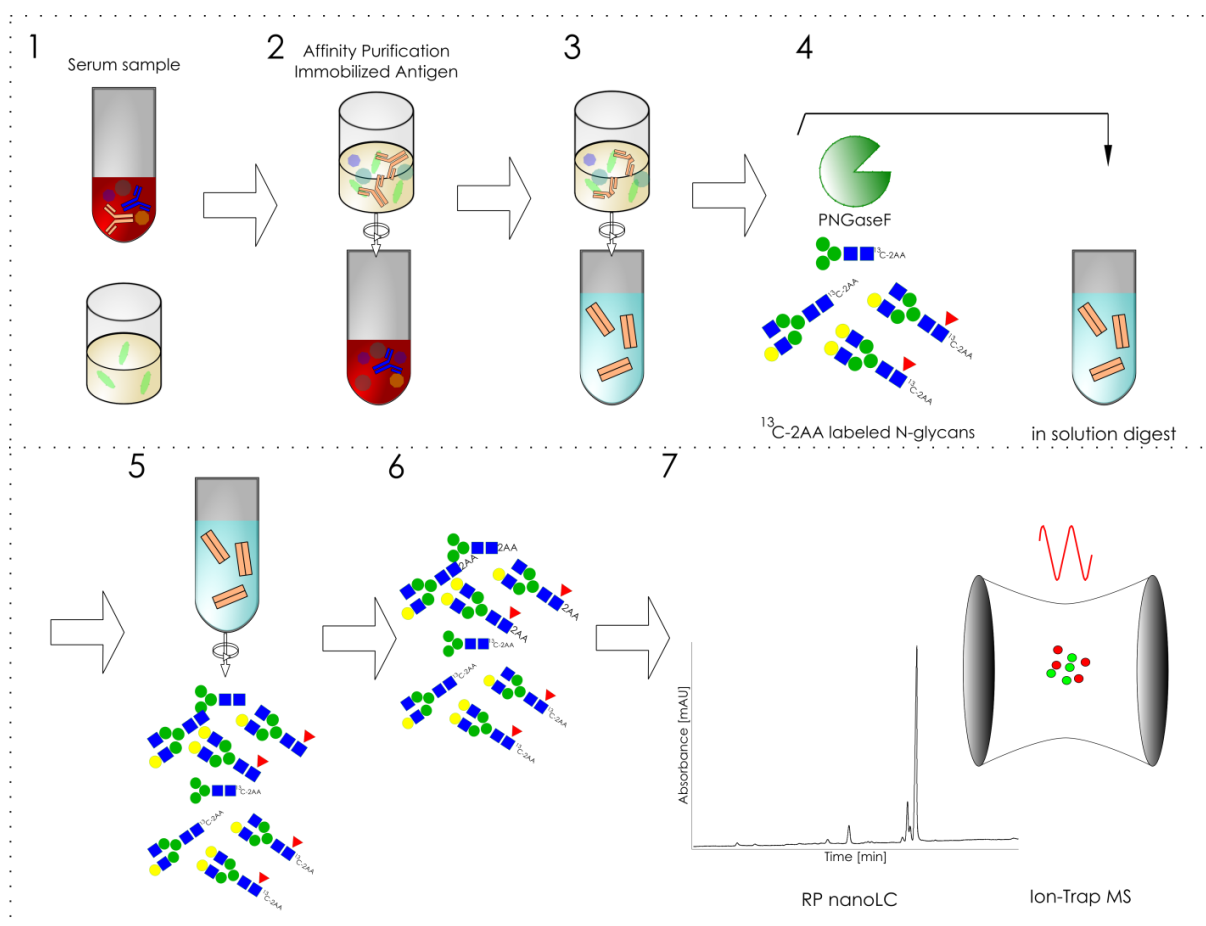 1
Serum sample
2
Affinity Purification
Immobilized Antigen
3
4
PNGaseF
13C-2AA
13C-2AA
13C-2AA
13C-2AA
13C-2AA labeled N-glycans
in solution digest
5
13C-2AA
13C-2AA
13C-2AA
13C-2AA
6
2AA
2AA
2AA
2AA
13C-2AA
13C-2AA
13C-2AA
13C-2AA
7
Absorbance [mAU]
Time [min]
RP nanoLC
Ion-Trap MS